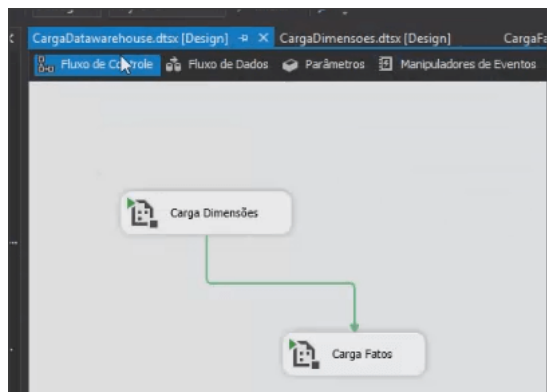 CargaDatawarehouse.dtsx [Design] CargaDimensoes.dtsx [Design]
Fluxo de Controle Fluxo de Dados Parâmetros Manipuladores de Eventos
Carga Dimensões
Carga Fatos